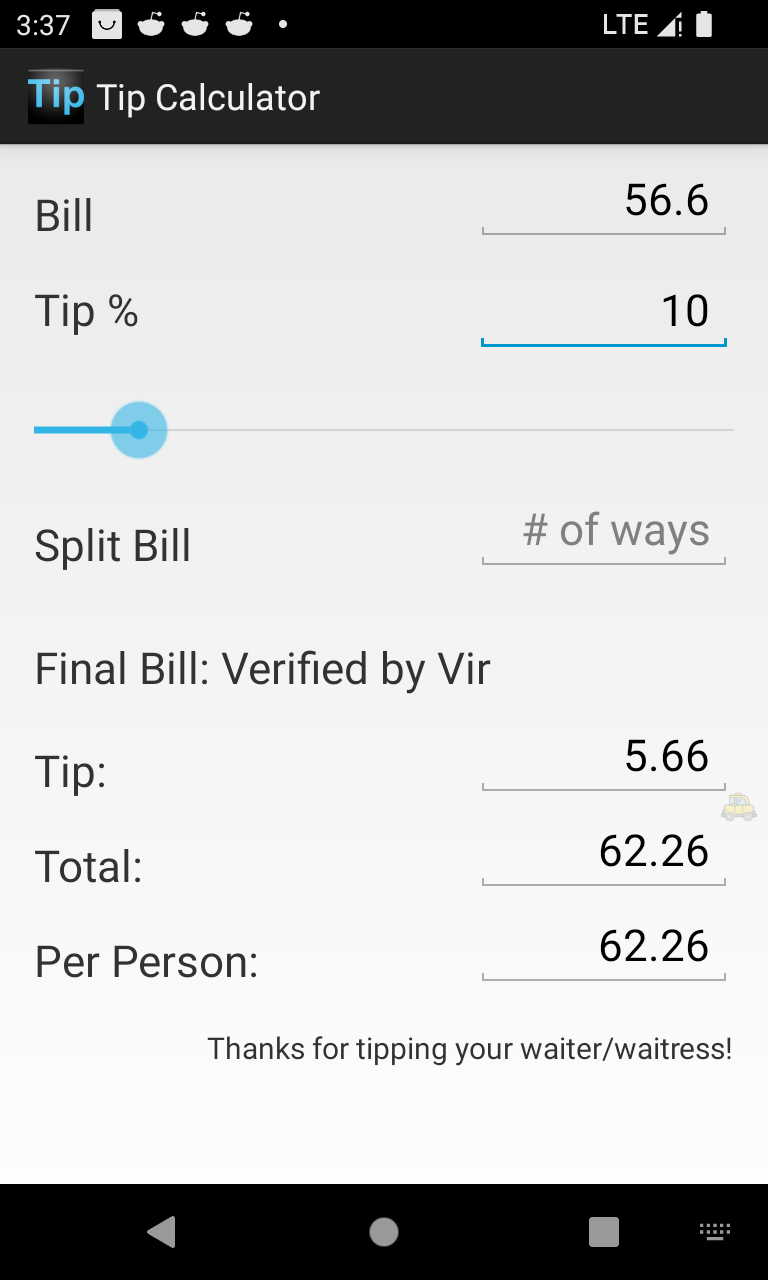 3:37 LTE
Tip Tip Calculator
Bill 56.6
Tip % 10
Split Bill # of ways
Final Bill: Verified by Vir
Tip: 5.66
Total: 62.26
Per Person: 62.26
Thanks for tipping your waiter/waitress!